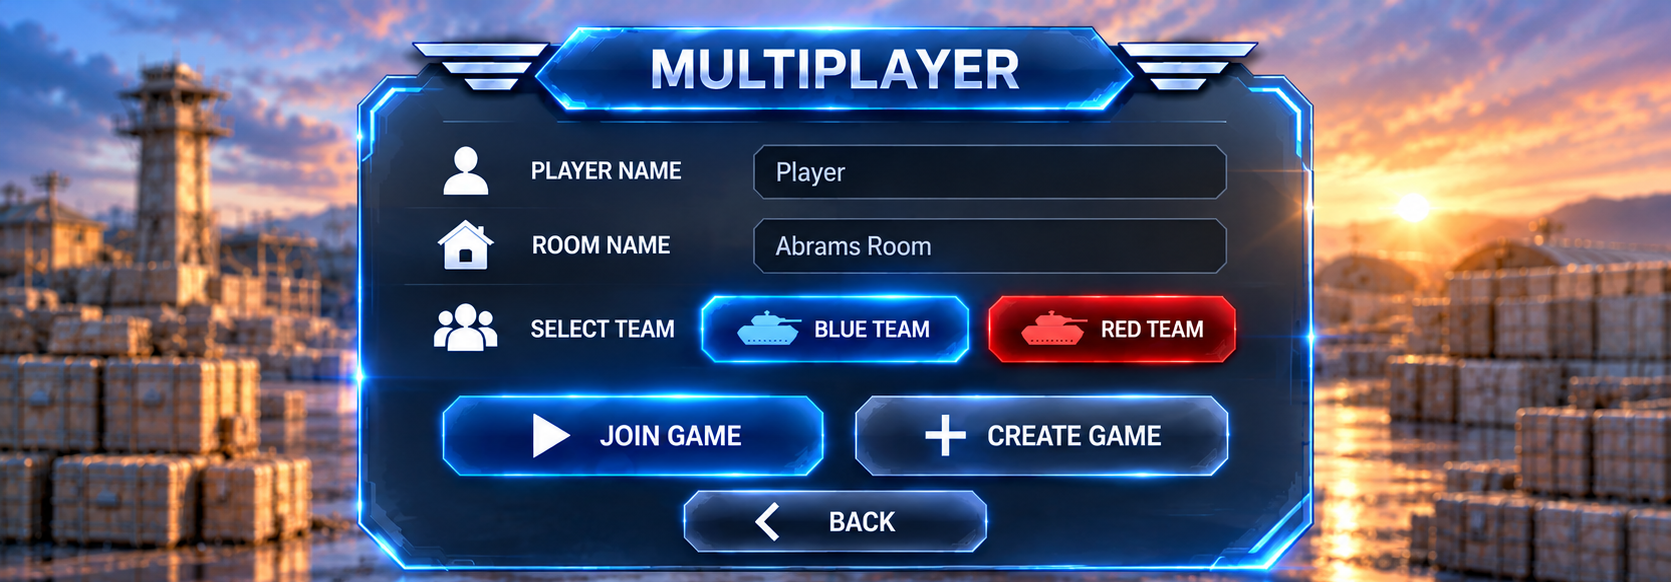 MULTIPLAYER
PLAYER NAME Player
ROOM NAME Abrams Room
SELECT TEAM BLUE TEAM RED TEAM
JOIN GAME CREATE GAME
BACK